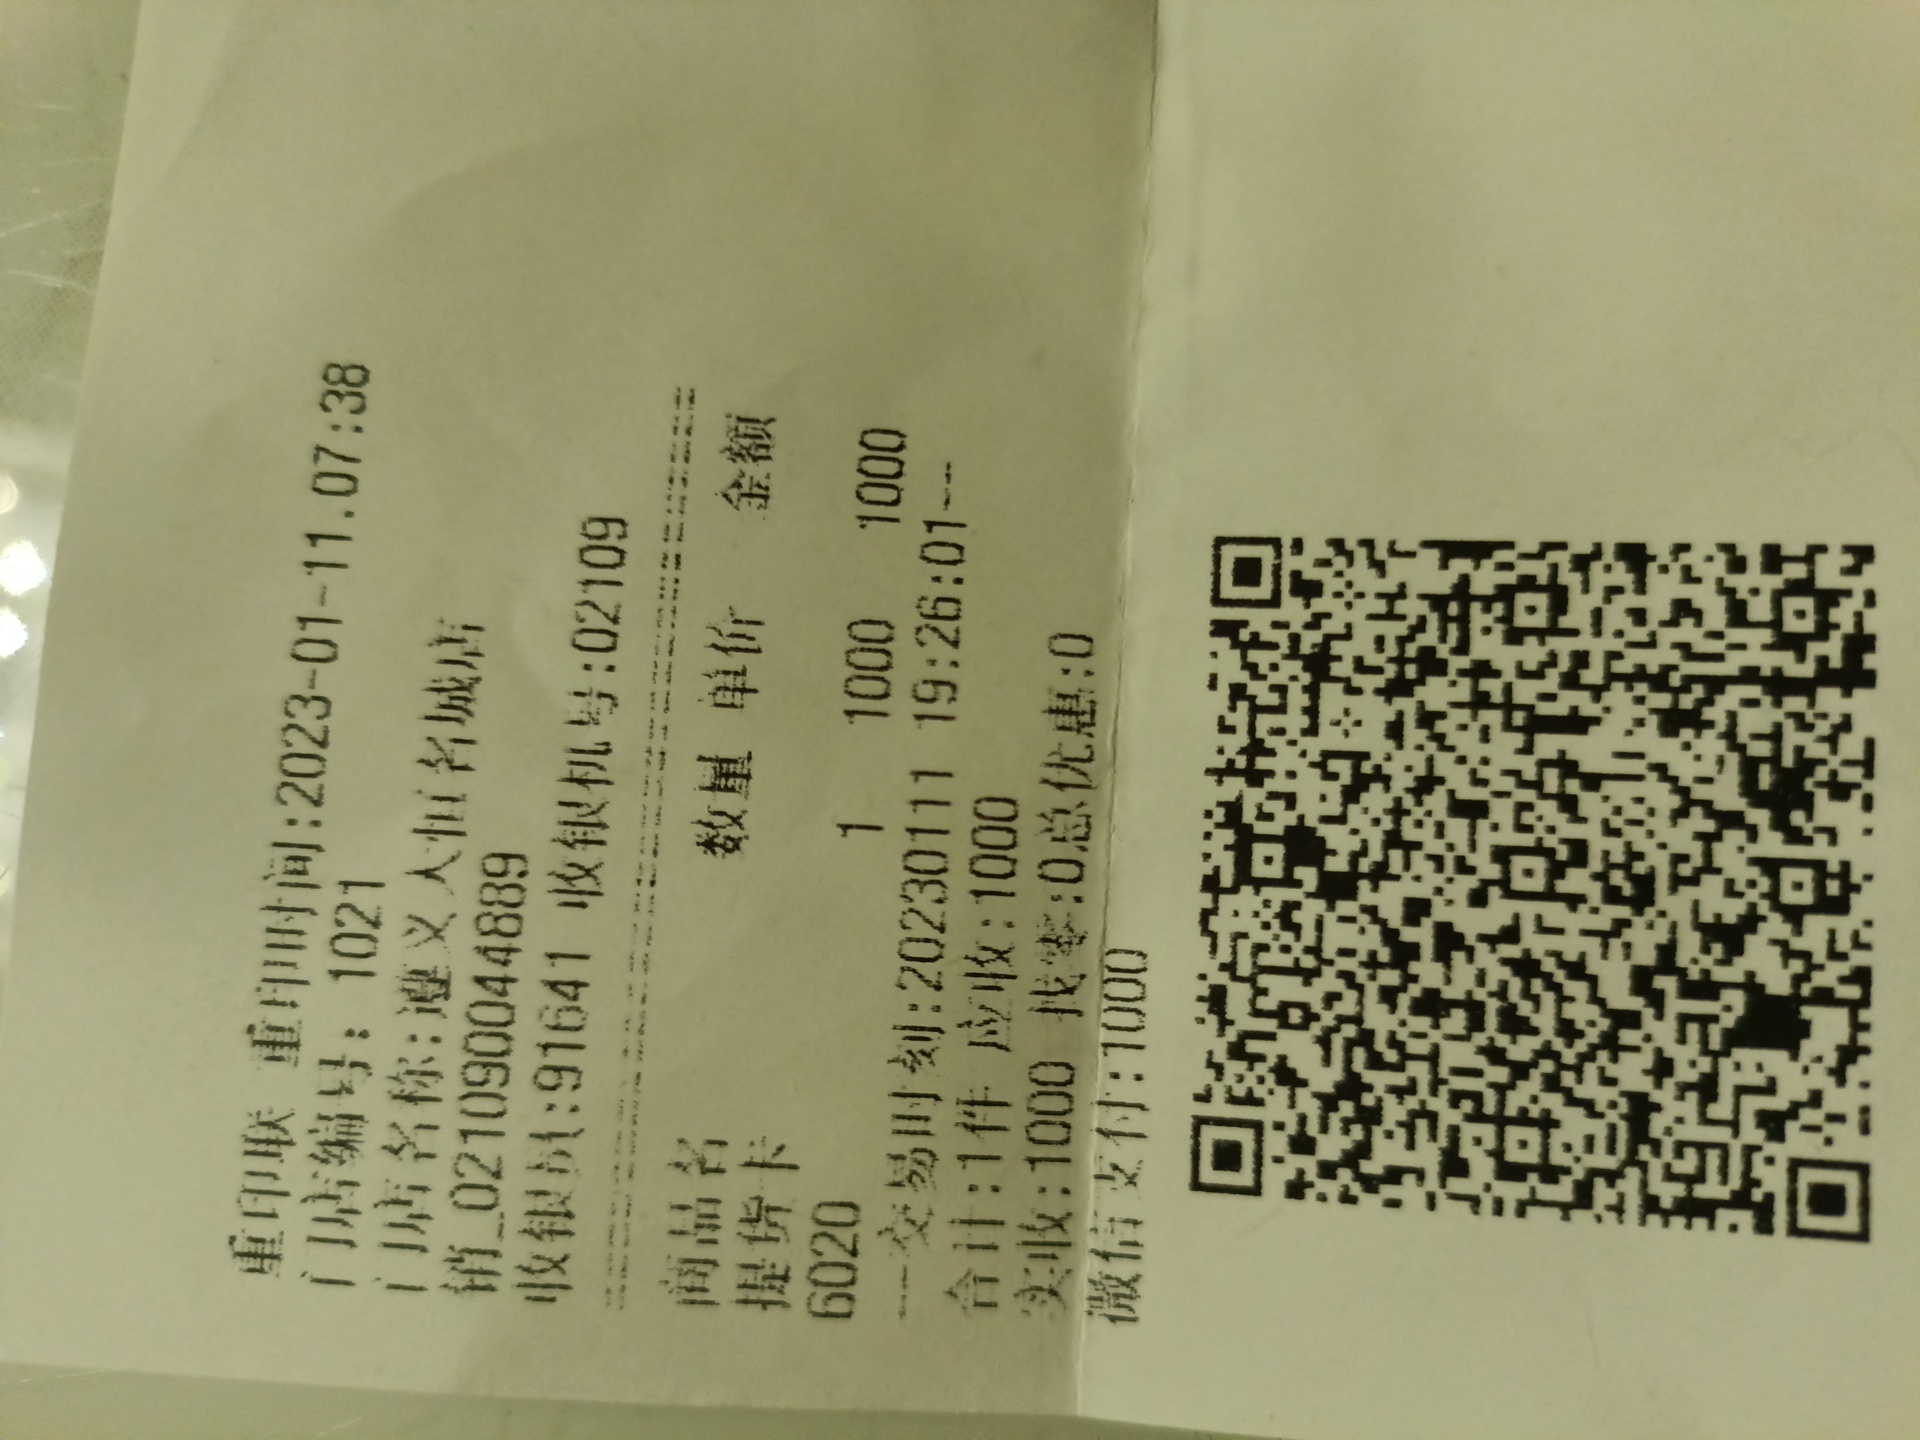 重印联 重印时间:2023-01-11.07:38
门店编号: 1021
门店名称:遵义人恒名城店
销_021090044889
收银员:91641 收银机号:02109
商品名 数量 单价 金额
提货卡
6020 1 1000 1000
--交易时刻:20230111 19:26:01--
合计:1件 应收:1000
实收:1000 找零:0总优惠:0
微信支付:1000